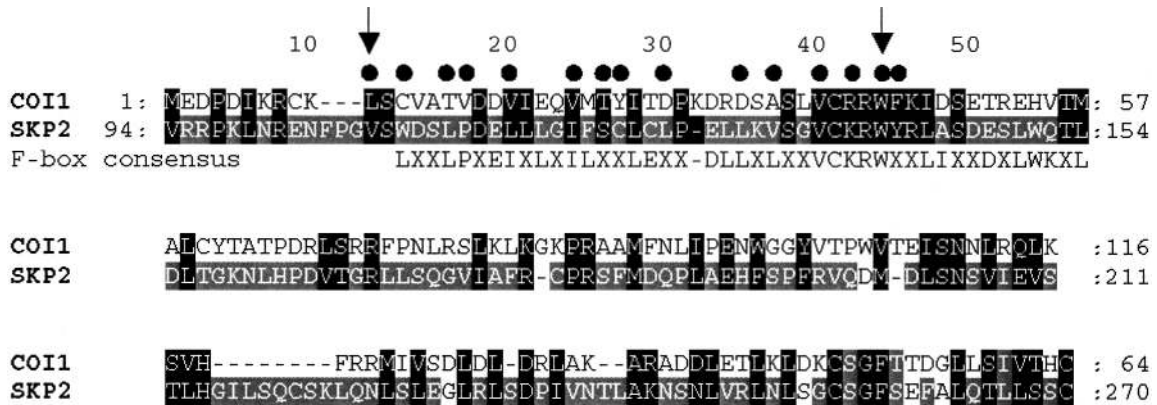 10 20 30 40 50
COI1 1: MEDPDIKRCK---LSCVATVDDVIEQVMTYITDPKDRDSASLVCRRWFKIDSETREHVTM : 57
SKP2 94: VRRPKLNRENFPGVSWDSLPDELLLGIFSCLCLP-ELLKVSGVCKRWYRLASDESLWQTL :154
F-box consensus LXXLPXEIXLXILXXLEXX-DLLXLXXVCKRWXXLIXXDXLWKXL
COI1 ALCYTATPDRLSRRFPNLRSLKLKGKPRAAMFNLIPENWGGYVTPWVTEISNNLRQLK :116
SKP2 DLTGKNLHPDVTGRLLSQGVIAFR-CPRSFMDQPLAEHFSPFRVQDM-DLSNSVIEVS :211
COI1 SVH--------FRRMIVSDLDL-DRLAK--ARADDLETLKLDKCSGFTTDGLLSIVTHC : 64
SKP2 TLHGILSQCSKLQNLSLEGLRLSDPIVNTLAKNSNLVRLNLSGCSGFSEFALQTLLSSC :270